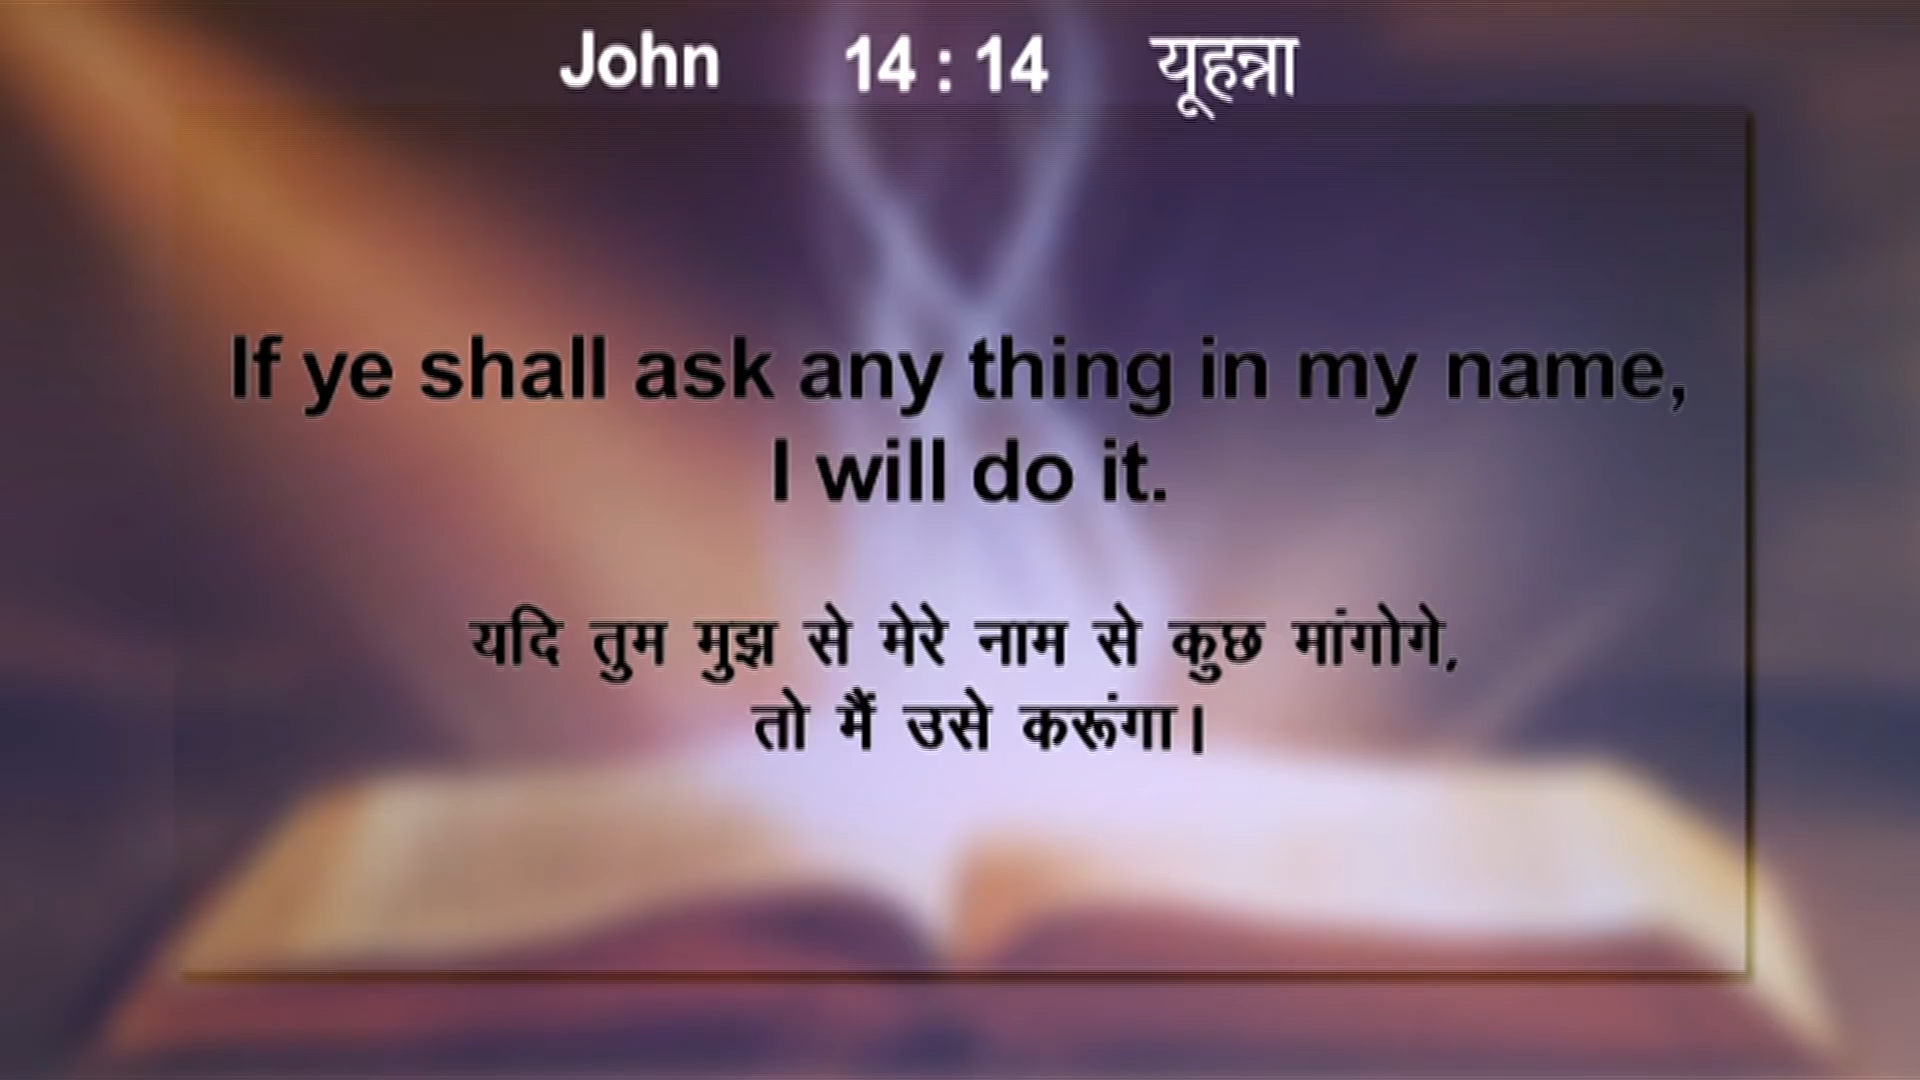 John 14 : 14 यूहन्ना
If ye shall ask any thing in my name,
I will do it.
यदि तुम मुझ से मेरे नाम से कुछ मांगोगे,
तो मैं उसे करूंगा।